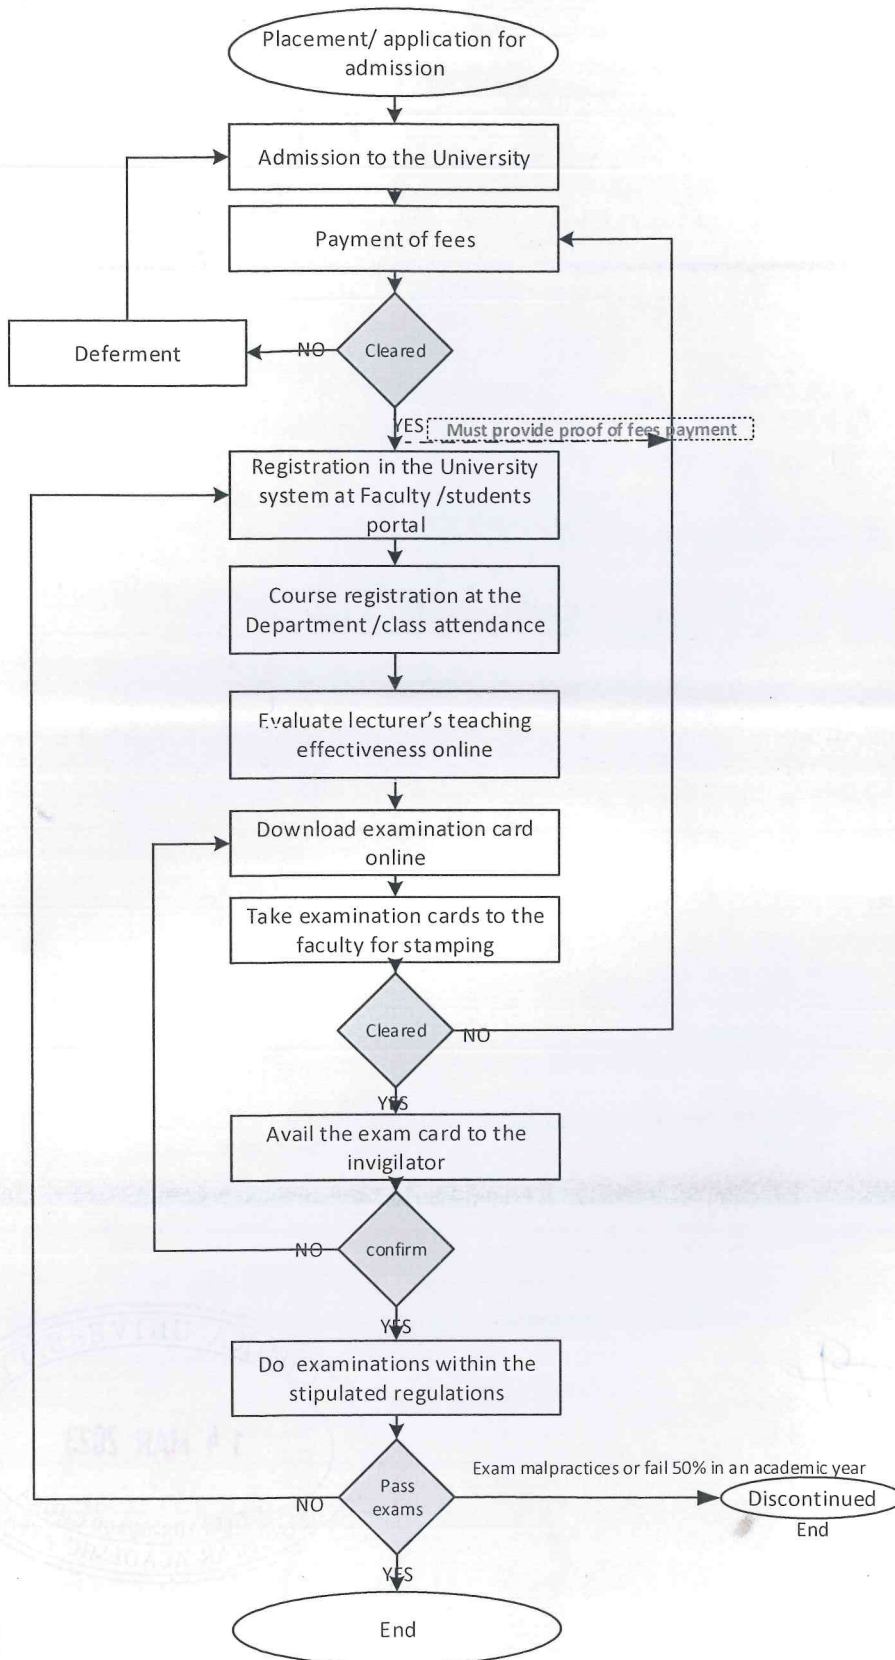 Placement/ application for
admission
Admission to the University
Payment of fees
Deferment
NO
Cleared
YES
Must provide proof of fees payment
Registration in the University
system at Faculty /students
portal
Course registration at the
Department /class attendance
Evaluate lecturer's teaching
effectiveness online
Download examination card
online
Take examination cards to the
faculty for stamping
Cleared
NO
YES
Avail the exam card to the
invigilator
NO
confirm
YES
Do examinations within the
stipulated regulations
Exam malpractices or fail 50% in an academic year
NO
Pass
exams
Discontinued
End
YES
End